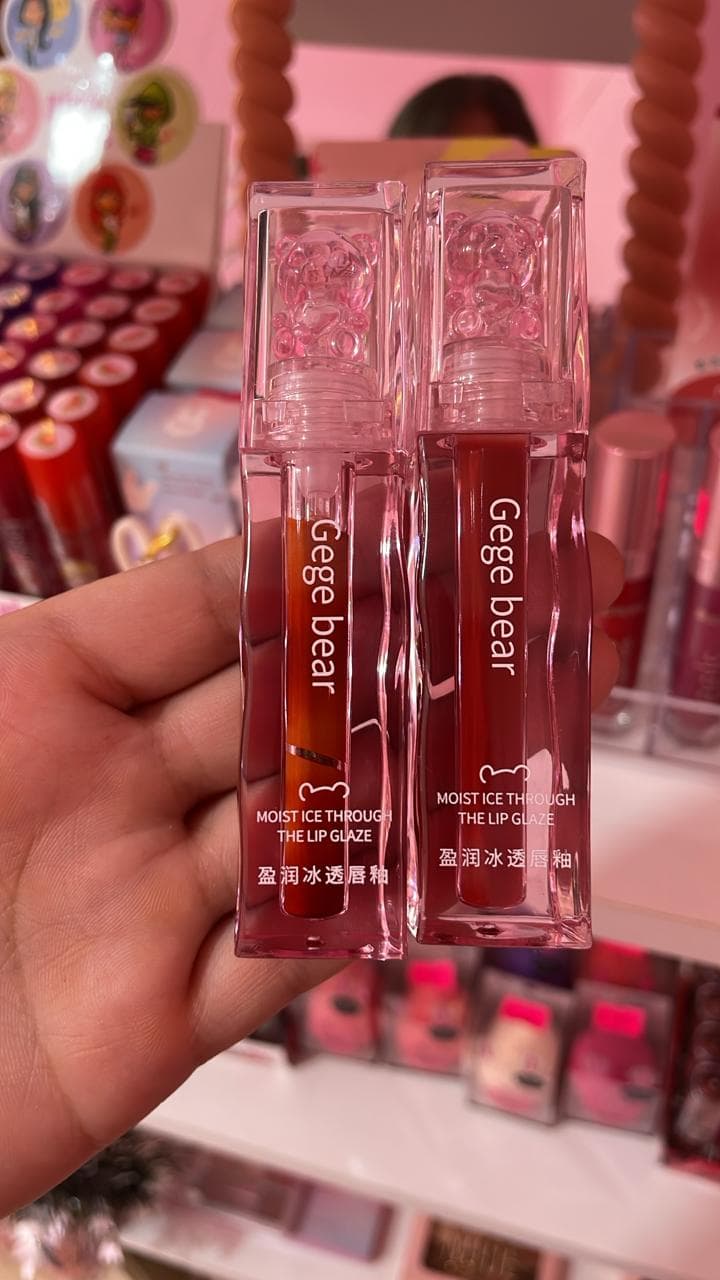 Gege bear
MOIST ICE THROUGH
THE LIP GLAZE
盈润冰透唇釉
Gege bear
MOIST ICE THROUGH
THE LIP GLAZE
盈润冰透唇釉